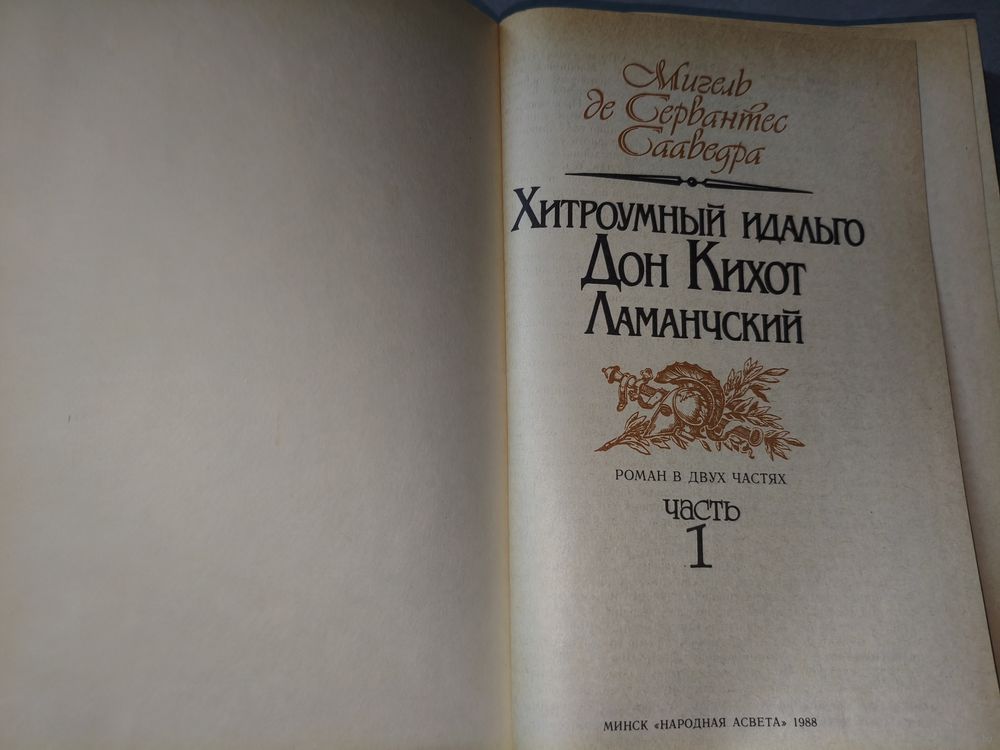 Мигель
де Сервантес
Сааведра
Хитроумный идальго
Дон Кихот
Ламанчский
РОМАН В ДВУХ ЧАСТЯХ
часть
1
МИНСК «НАРОДНАЯ АСВЕТА» 1988